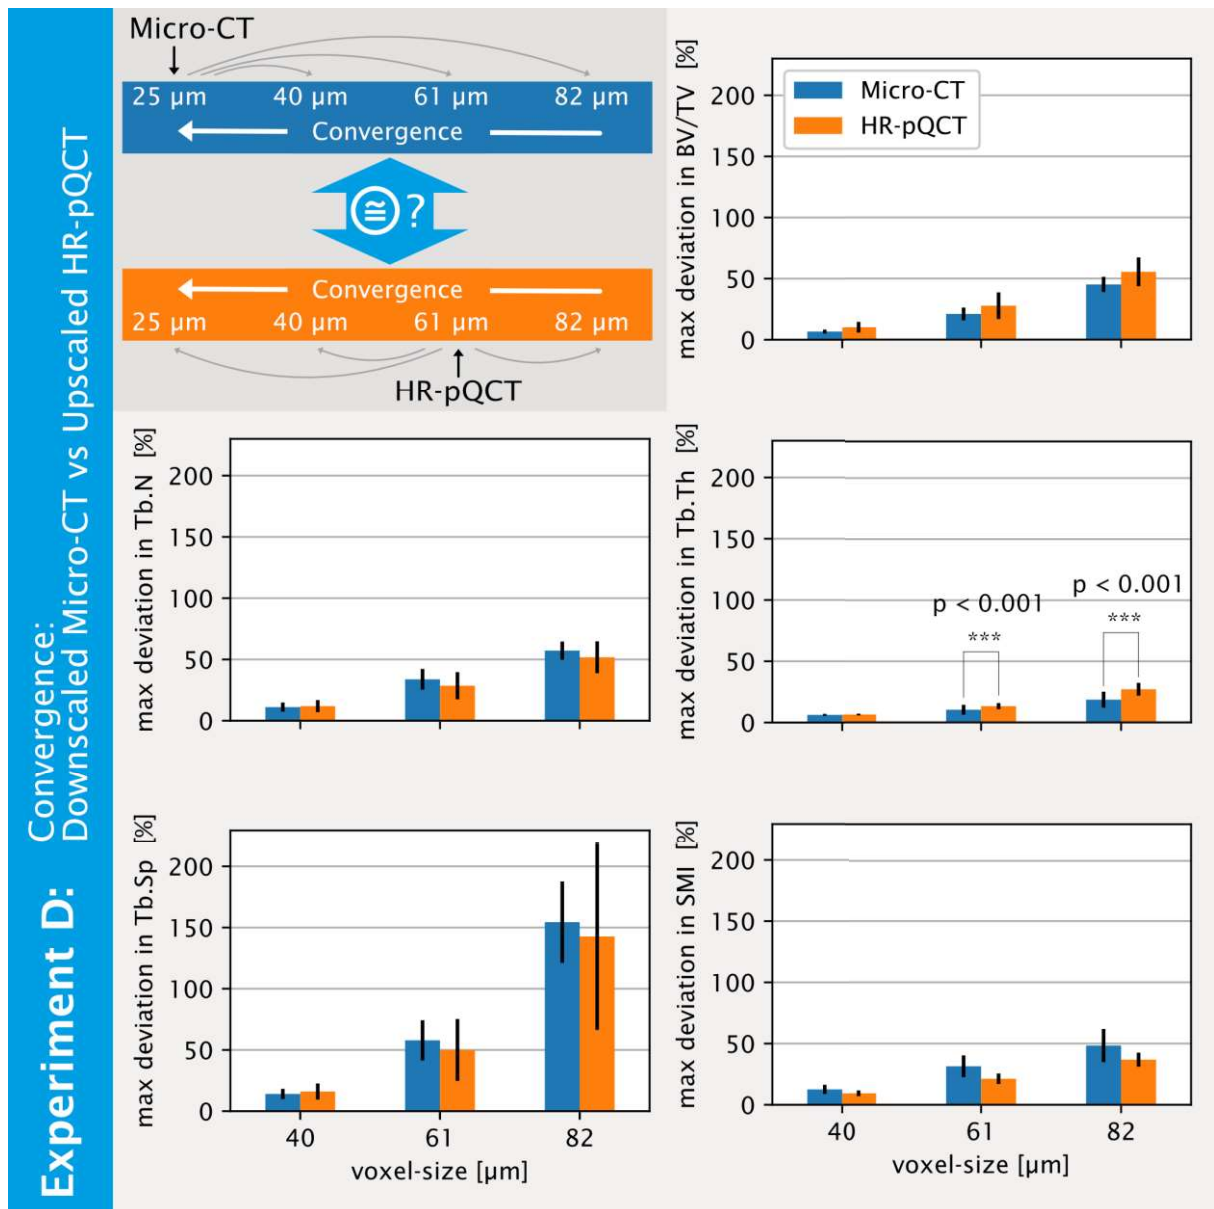 Experiment D:
Convergence:
Downscaled Micro-CT vs Upscaled HR-pQCT
Micro-CT
25 µm 40 µm 61 µm 82 µm
Convergence
≅ ?
Convergence
25 µm 40 µm 61 µm 82 µm
HR-pQCT
max deviation in BV/TV [%]
200
150
100
50
0
Micro-CT
HR-pQCT
max deviation in Tb.N [%]
200
150
100
50
0
max deviation in Tb.Th [%]
200
150
100
50
0
p < 0.001
***
p < 0.001
***
max deviation in Tb.Sp [%]
200
150
100
50
0
40 61 82
voxel-size [µm]
max deviation in SMI [%]
200
150
100
50
0
40 61 82
voxel-size [µm]